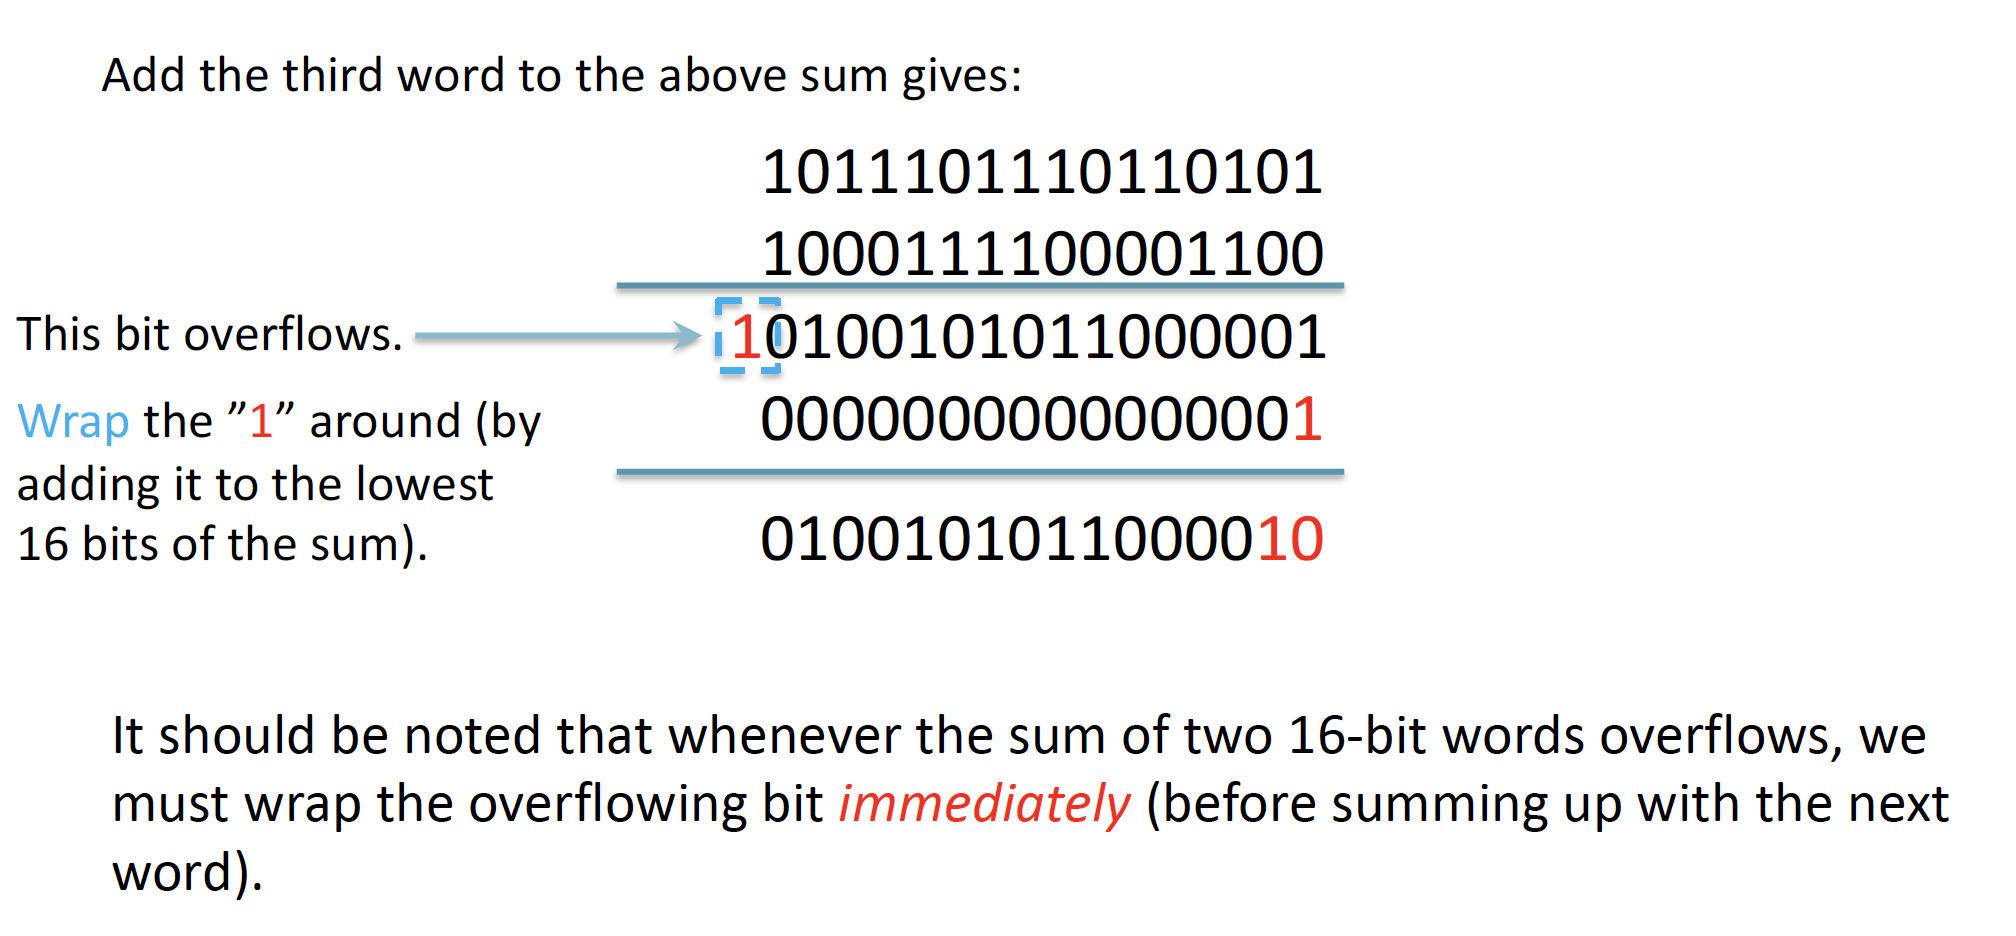 Add the third word to the above sum gives:
1011101110110101
1000111100001100
This bit overflows.
10100101011000001
Wrap the ”1” around (by
adding it to the lowest
16 bits of the sum).
0000000000000001
0100101011000010
It should be noted that whenever the sum of two 16-bit words overflows, we
must wrap the overflowing bit immediately (before summing up with the next
word).